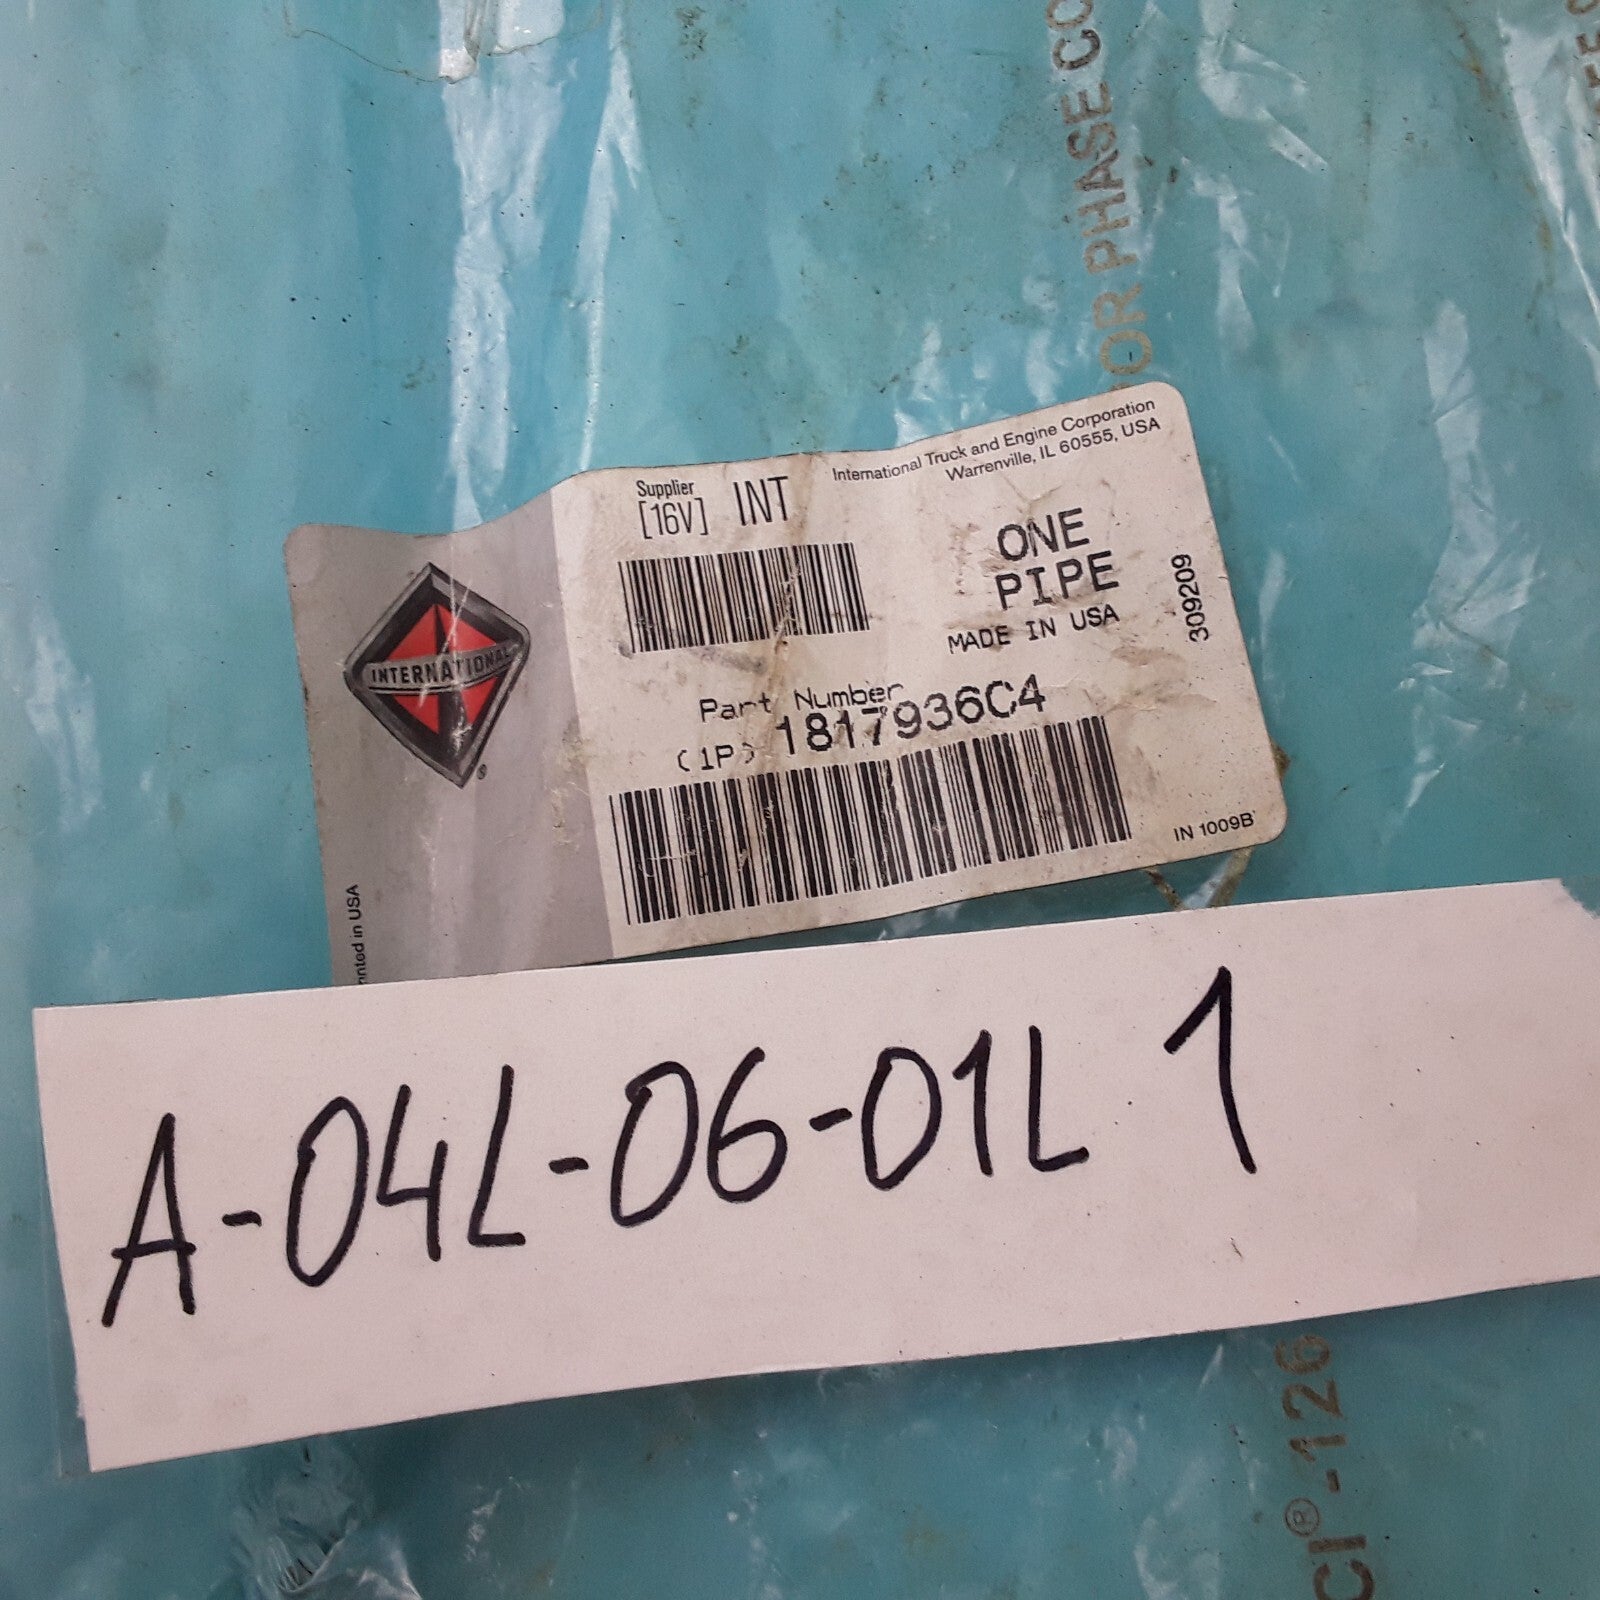 OR PHASE CO
International Truck and Engine Corporation
Warrenville, IL 60555, USA
Supplier
[16V] INT
ONE
PIPE
MADE IN USA
309209
INTERNATIONAL
®
Part Number
(1P) 1817936C4
IN 1009B
inted in USA
A-04L-06-01L 1
CI®-126